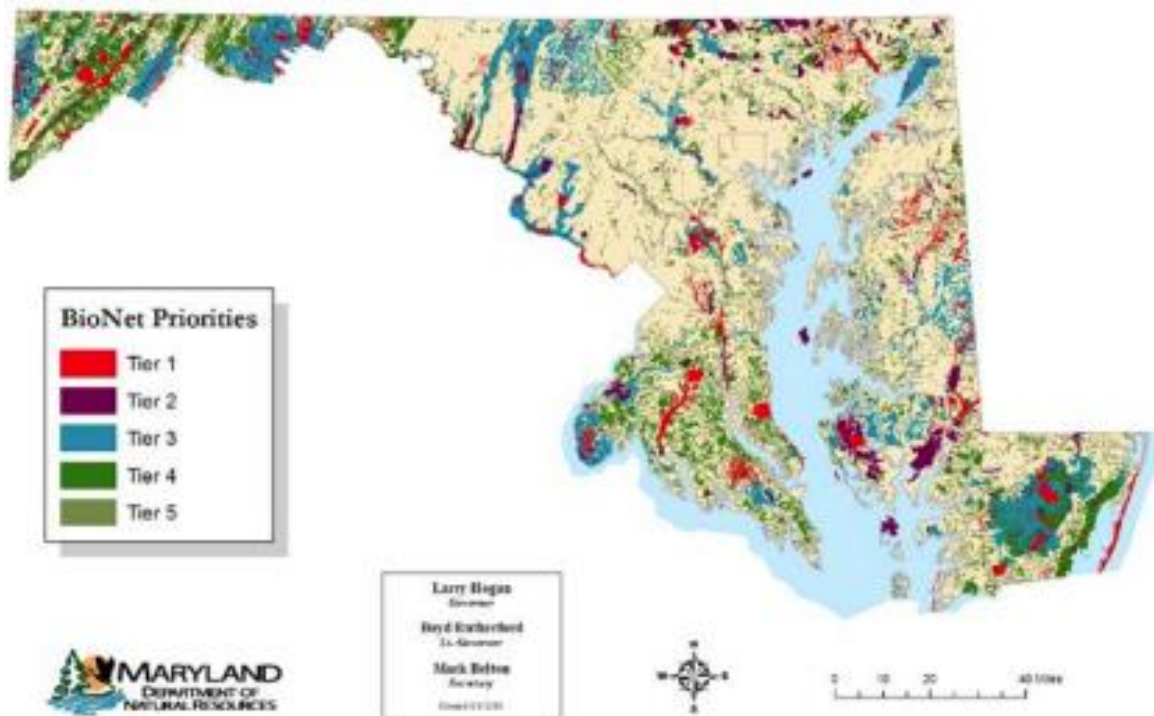 BioNet Priorities
Tier 1
Tier 2
Tier 3
Tier 4
Tier 5
Larry Hogan
Governor
Boyd Rutherford
Lt. Governor
Mark Belton
Secretary
MARYLAND
DEPARTMENT OF
NATURAL RESOURCES
N
W E
S
0 10 20 40 Miles